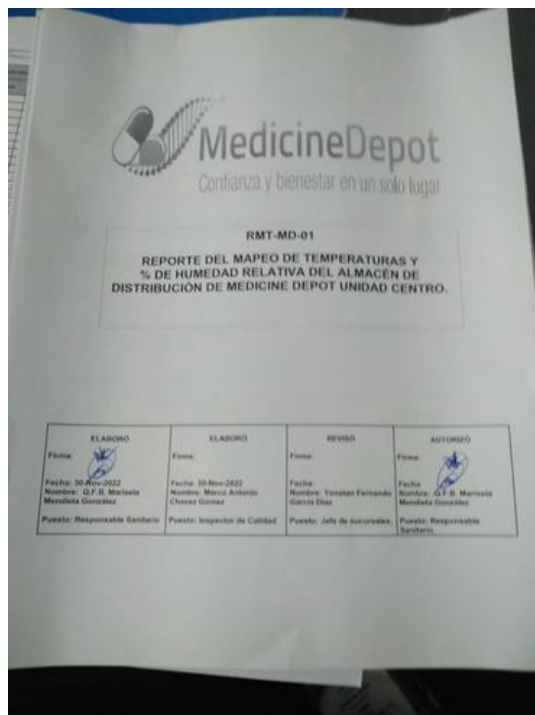 MedicineDepot
Confianza y bienestar en un solo lugar
RMT-MD-01
REPORTE DEL MAPEO DE TEMPERATURAS Y
% DE HUMEDAD RELATIVA DEL ALMACÉN DE
DISTRIBUCIÓN DE MEDICINE DEPOT UNIDAD CENTRO.
ELABORÓ
Firma:
Fecha: 30-Nov-2022
Nombre: Q.F.B. Marisela
Mendieta González
Puesto: Responsable Sanitario
ELABORÓ
Firma:
Fecha: 30-Nov-2022
Nombre: Marco Antonio
Chavez Gomez
Puesto: Inspector de Calidad
REVISÓ
Firma:
Fecha:
Nombre: Yonatan Fernando
García Díaz
Puesto: Jefe de sucursales.
AUTORIZÓ
Firma:
Fecha
Nombre: Q.F.B. Marisela
Mendieta González
Puesto: Responsable
Sanitario.